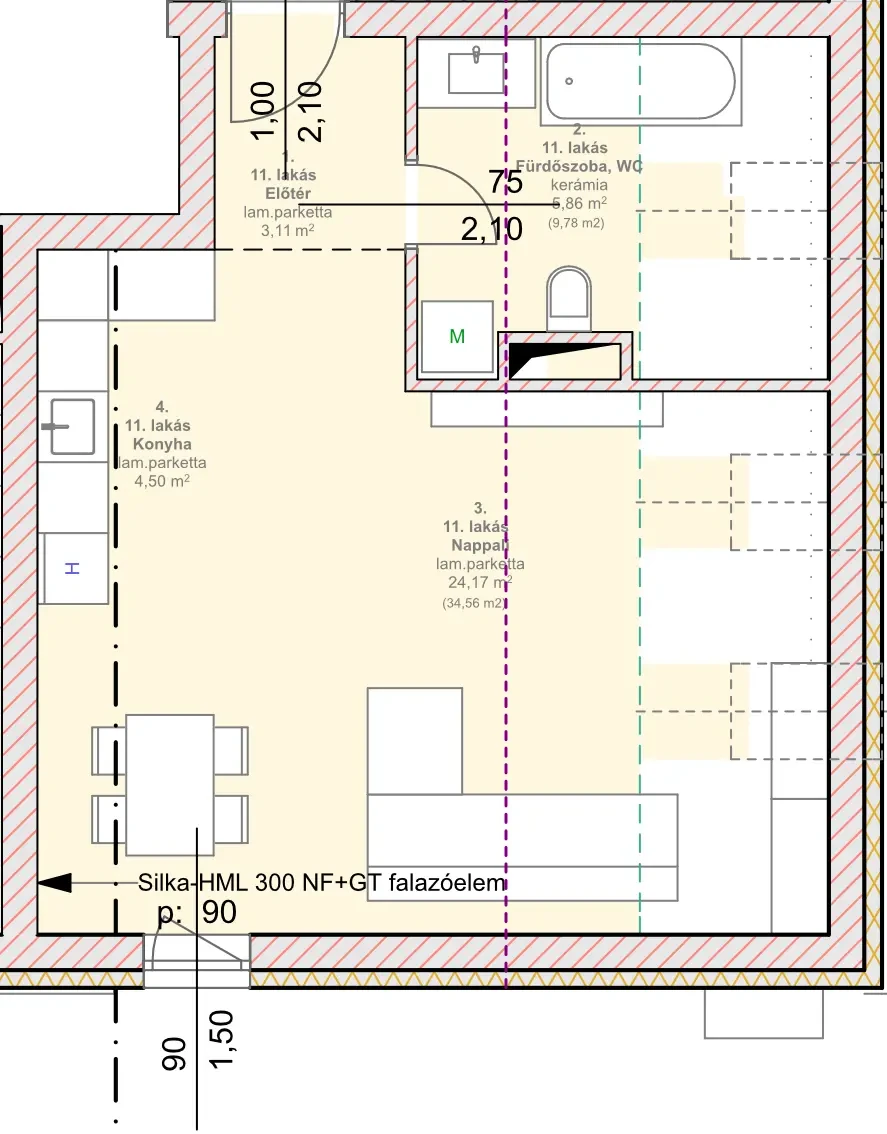 1,00
2,10
1.
11. lakás
Előtér
lam.parketta
3,11 m²
2.
11. lakás
Fürdőszoba, WC
kerámia
5,86 m²
(9,78 m2)
75
2,10
M
4.
11. lakás
Konyha
lam.parketta
4,50 m²
H
3.
11. lakás
Nappali
lam.parketta
24,17 m²
(34,56 m2)
Silka-HML 300 NF+GT falazóelem
p: 90
90
1,50